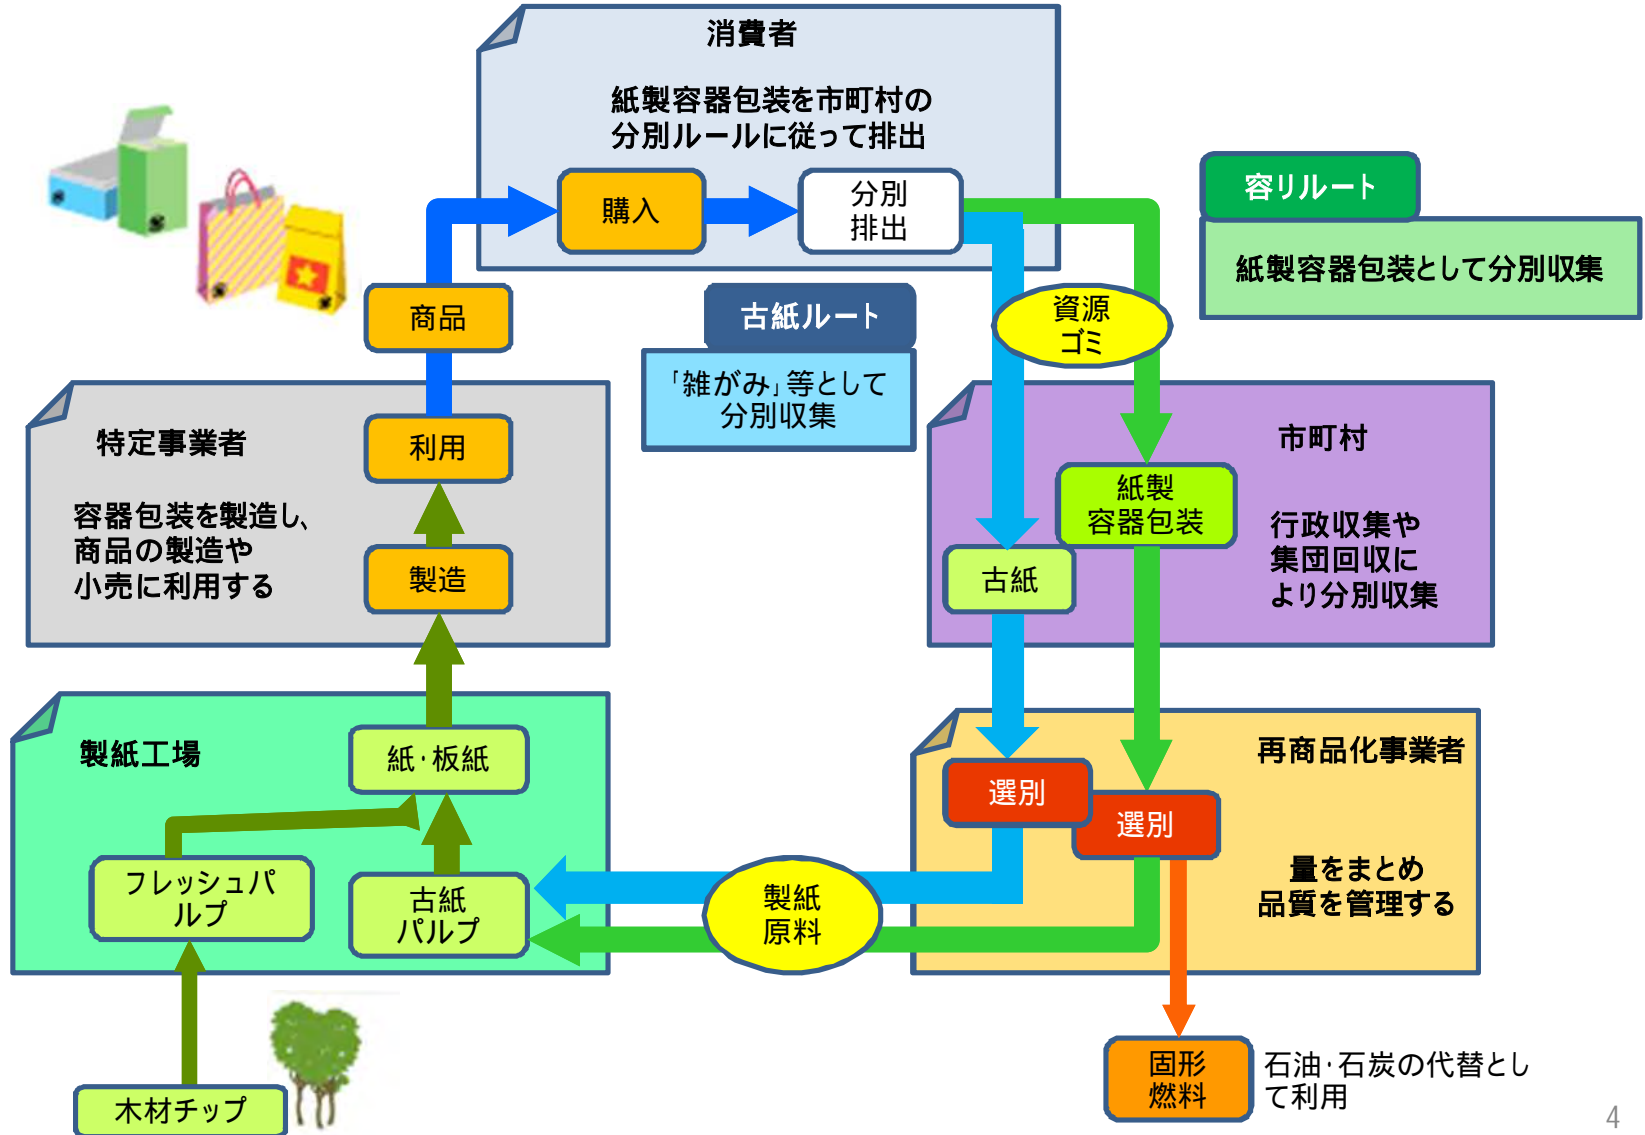 消費者
紙製容器包装を市町村の
分別ルールに従って排出
購入
分別
排出
容リルート
紙製容器包装として分別収集
商品
古紙ルート
「雑がみ」等として
分別収集
資源
ゴミ
特定事業者
容器包装を製造し、
商品の製造や
小売に利用する
利用
製造
市町村
行政収集や
集団回収に
より分別収集
紙製
容器包装
古紙
製紙工場
紙・板紙
フレッシュパ
ルプ
古紙
パルプ
製紙
原料
再商品化事業者
選別
選別
量をまとめ
品質を管理する
木材チップ
固形
燃料
石油・石炭の代替とし
て利用
4